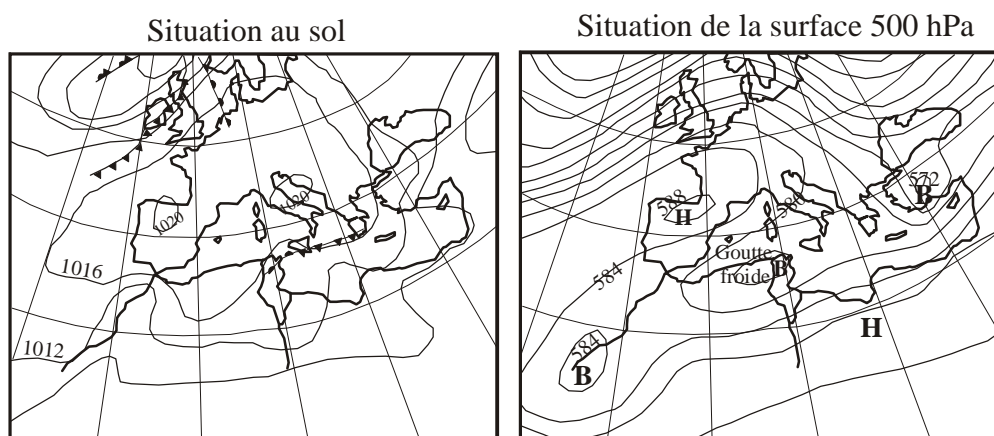 Situation au sol
1020
1020
1016
1012
Situation de la surface 500 hPa
588
H
580
572
B
584
Goutte
froide
B
H
584
B